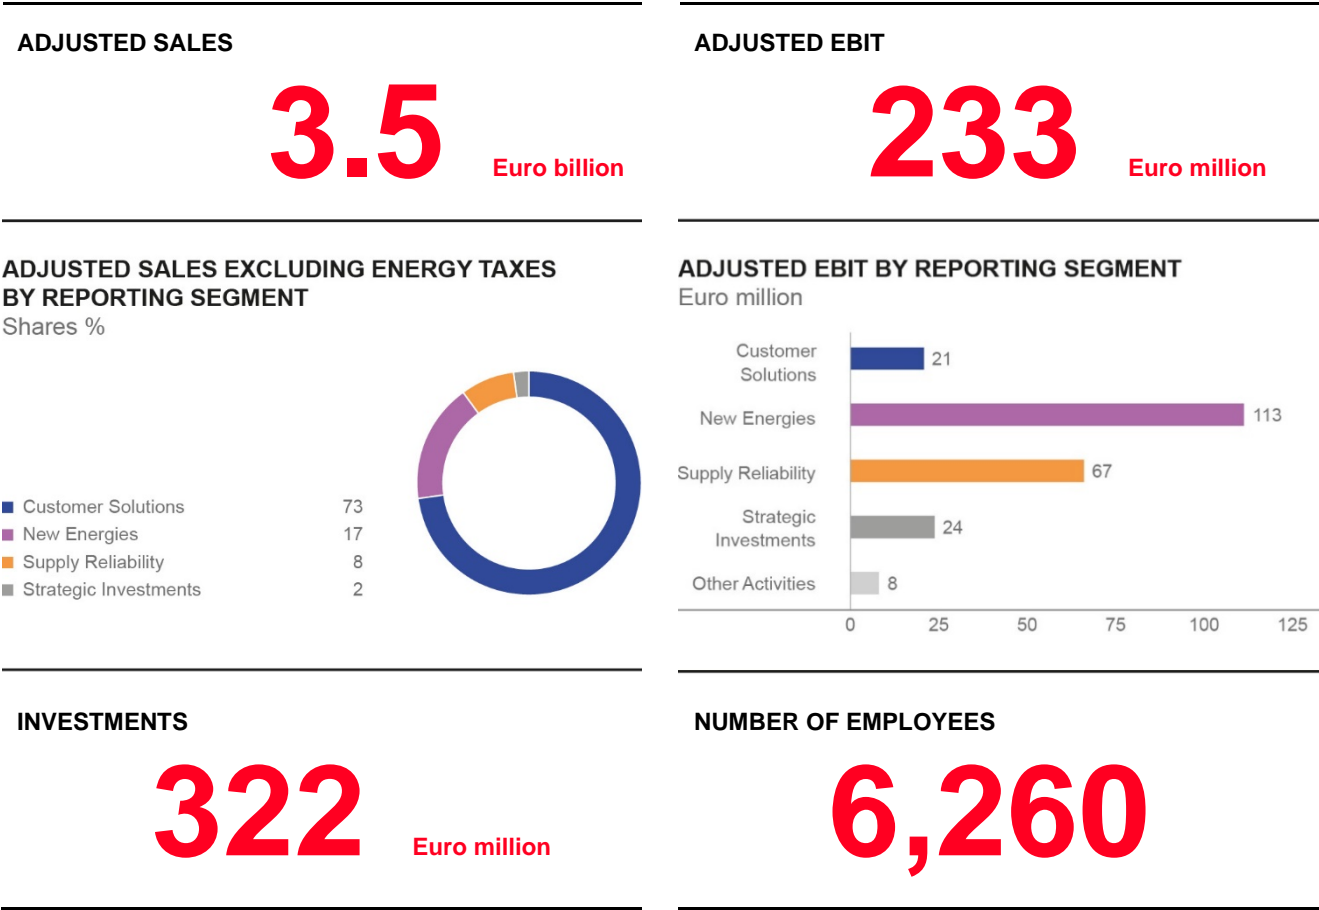 ADJUSTED SALES
3.5 Euro billion
ADJUSTED EBIT
233 Euro million
ADJUSTED SALES EXCLUDING ENERGY TAXES
BY REPORTING SEGMENT
Shares %
Customer Solutions 73
New Energies 17
Supply Reliability 8
Strategic Investments 2
ADJUSTED EBIT BY REPORTING SEGMENT
Euro million
Customer
Solutions
21
New Energies 113
Supply Reliability 67
Strategic
Investments
24
Other Activities 8
0 25 50 75 100 125
INVESTMENTS
322 Euro million
NUMBER OF EMPLOYEES
6,260